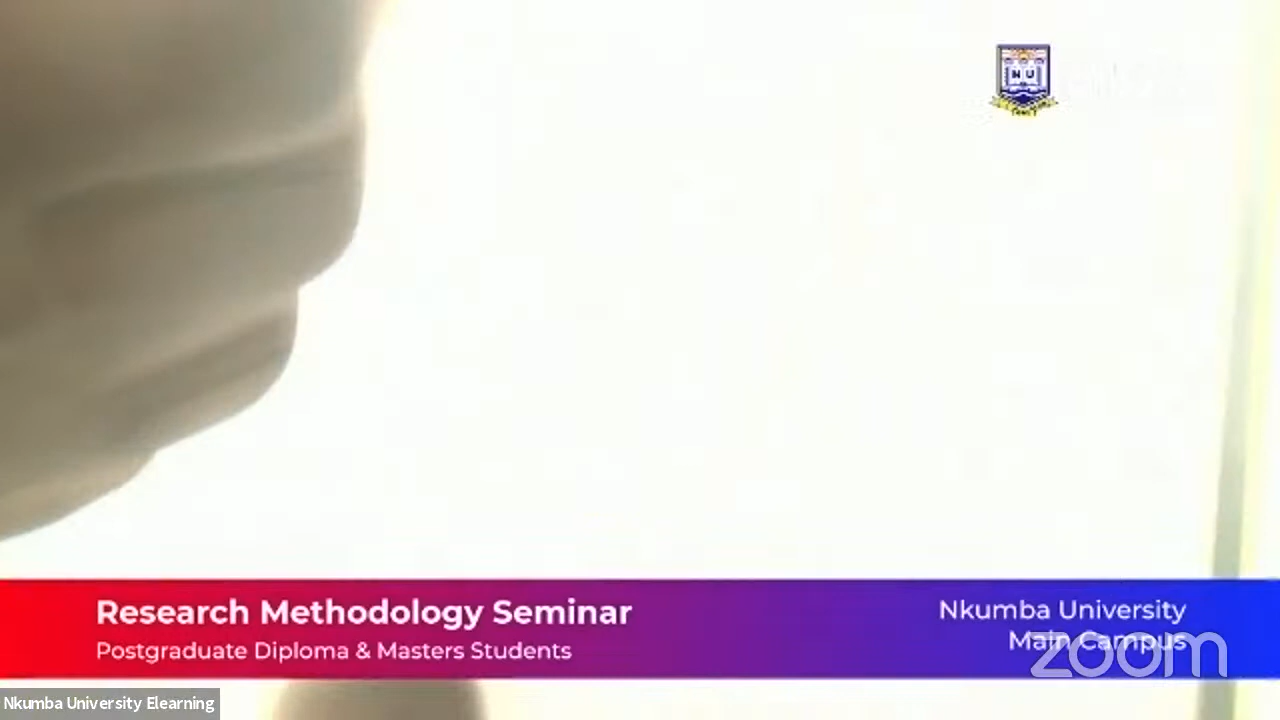 N U
Research Methodology Seminar
Postgraduate Diploma & Masters Students
Nkumba University
Main Campus
zoom
Nkumba University Elearning